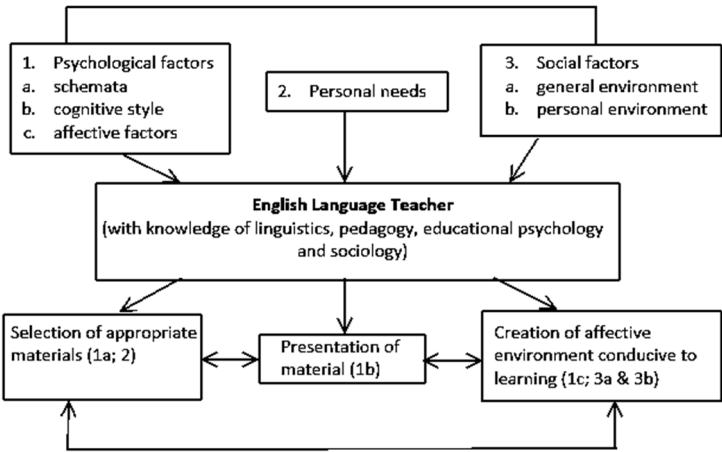 1. Psychological factors
a. schemata
b. cognitive style
c. affective factors
2. Personal needs
3. Social factors
a. general environment
b. personal environment
English Language Teacher
(with knowledge of linguistics, pedagogy, educational psychology
and sociology)
Selection of appropriate
materials (1a; 2)
Presentation of
material (1b)
Creation of affective
environment conducive to
learning (1c; 3a & 3b)